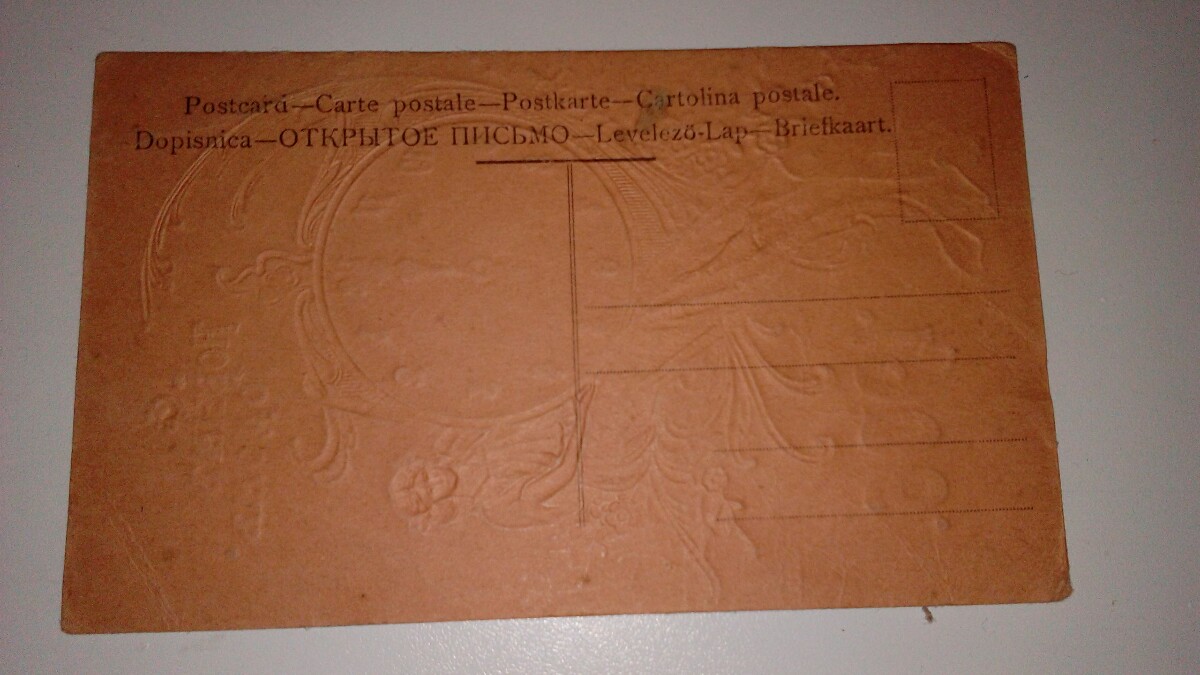 Postcard—Carte postale—Postkarte—Cartolina postale.
Dopisnica—ОТКРЫТОЕ ПИСЬМО—Levelező-Lap—Briefkaart.